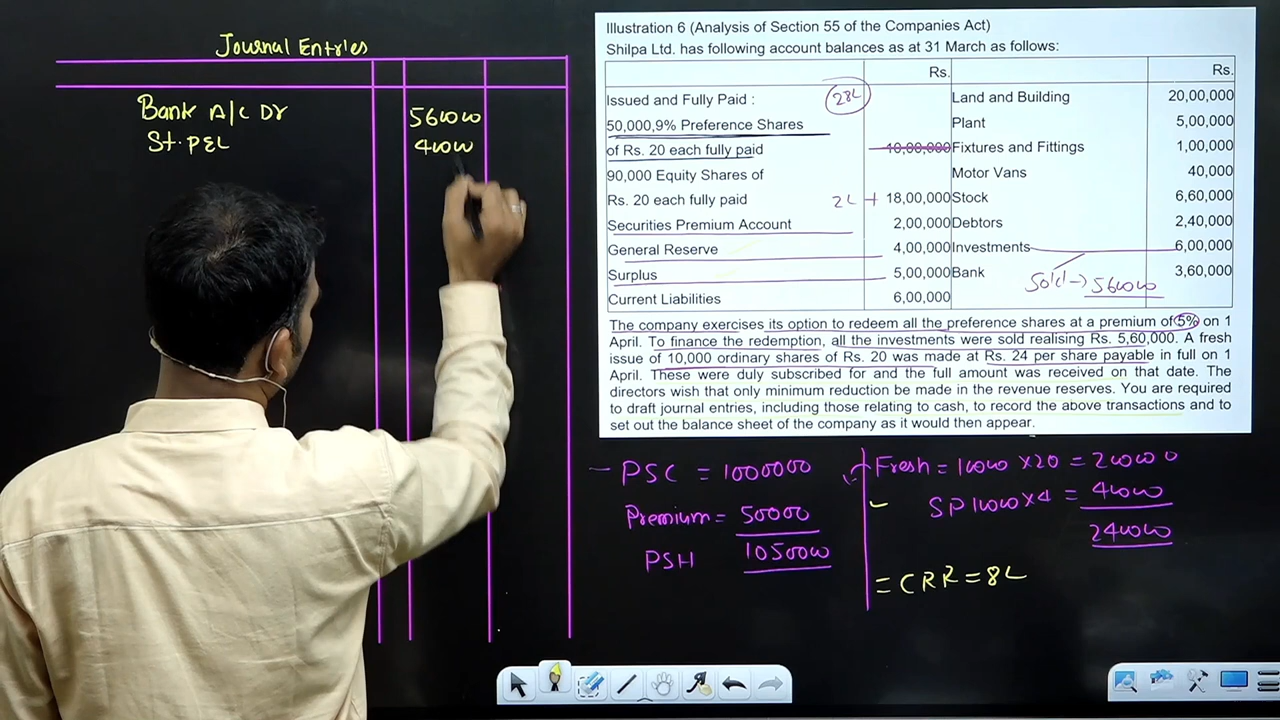 Journal Entries
Bank A/C Dr 560000
St. P&L 40000
Illustration 6 (Analysis of Section 55 of the Companies Act)
Shilpa Ltd. has following account balances as at 31 March as follows:
Rs. Rs.
Issued and Fully Paid : 28L Land and Building 20,00,000
50,000,9% Preference Shares Plant 5,00,000
of Rs. 20 each fully paid 10,00,000 Fixtures and Fittings 1,00,000
90,000 Equity Shares of Motor Vans 40,000
Rs. 20 each fully paid 2L + 18,00,000 Stock 6,60,000
Securities Premium Account 2,00,000 Debtors 2,40,000
General Reserve 4,00,000 Investments 6,00,000
Surplus 5,00,000 Bank 3,60,000
Sold → 560000
Current Liabilities 6,00,000
The company exercises its option to redeem all the preference shares at a premium of 5% on 1
April. To finance the redemption, all the investments were sold realising Rs. 5,60,000. A fresh
issue of 10,000 ordinary shares of Rs. 20 was made at Rs. 24 per share payable in full on 1
April. These were duly subscribed for and the full amount was received on that date. The
directors wish that only minimum reduction be made in the revenue reserves. You are required
to draft journal entries, including those relating to cash, to record the above transactions and to
set out the balance sheet of the company as it would then appear.
PSC = 1000000
Premium = 50000
PSH 1050000
Fresh = 10000 × 20 = 200000
SP 10000 × 4 = 40000
240000
= CRR = 8L